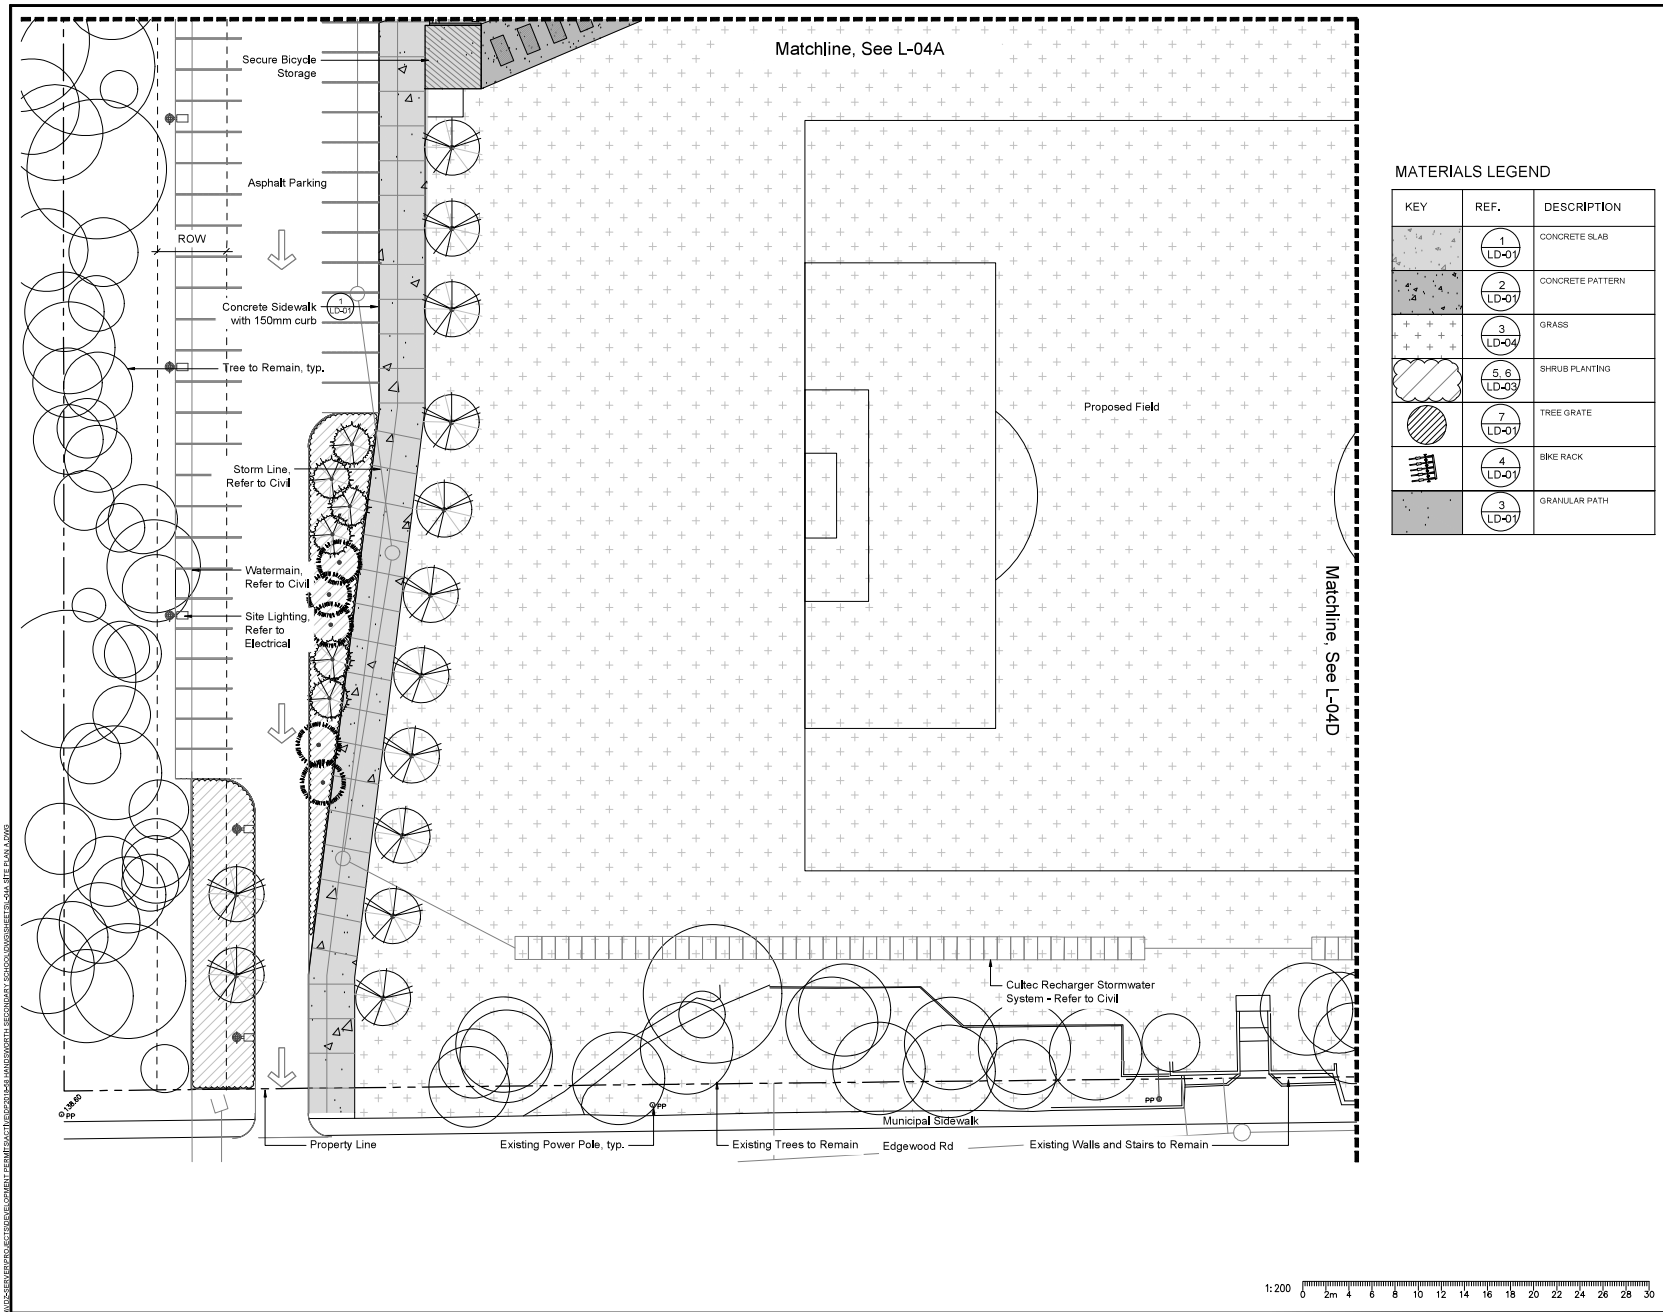 Matchline, See L-04A
Secure Bicycle
Storage
Asphalt Parking
ROW
Concrete Sidewalk
with 150mm curb
1
LD-01
Tree to Remain, typ.
Storm Line,
Refer to Civil
Watermain,
Refer to Civil
Site Lighting,
Refer to
Electrical
Proposed Field
Matchline, See L-04D
Cultec Recharger Stormwater
System - Refer to Civil
138.60
PP
PP
PP
Municipal Sidewalk
Property Line
Existing Power Pole, typ.
Existing Trees to Remain
Edgewood Rd
Existing Walls and Stairs to Remain
MATERIALS LEGEND
KEY REF. DESCRIPTION
1
LD-01
CONCRETE SLAB
2
LD-01
CONCRETE PATTERN
3
LD-04
GRASS
5, 6
LD-03
SHRUB PLANTING
7
LD-01
TREE GRATE
4
LD-01
BIKE RACK
3
LD-01
GRANULAR PATH
1:200
0 2m 4 6 8 10 12 14 16 18 20 22 24 26 28 30